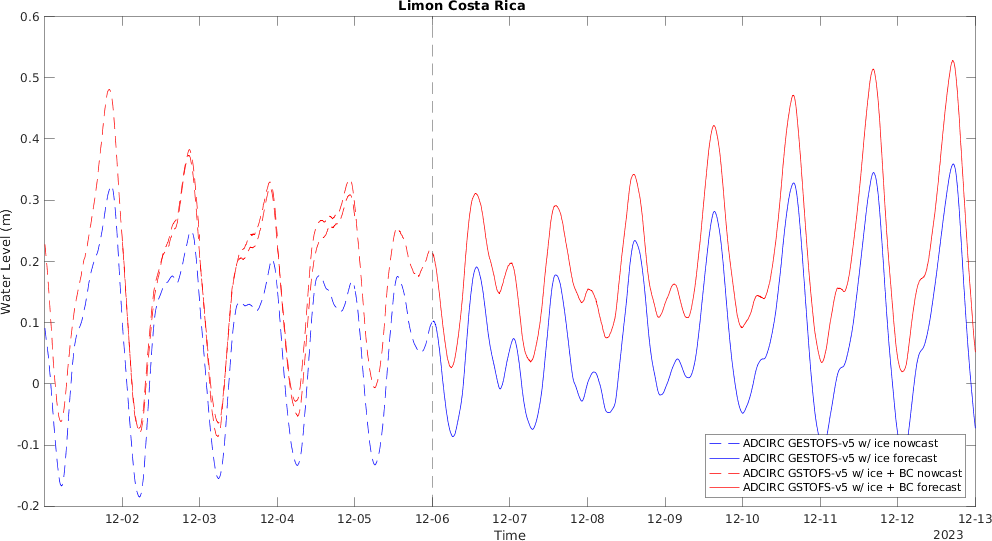 Limon Costa Rica
0.6
0.5
0.4
0.3
0.2
0.1
0
-0.1
-0.2
Water Level (m)
12-02 12-03 12-04 12-05 12-06 12-07 12-08 12-09 12-10 12-11 12-12 12-13
Time
2023
ADCIRC GESTOFS-v5 w/ ice nowcast
ADCIRC GESTOFS-v5 w/ ice forecast
ADCIRC GSTOFS-v5 w/ ice + BC nowcast
ADCIRC GSTOFS-v5 w/ ice + BC forecast